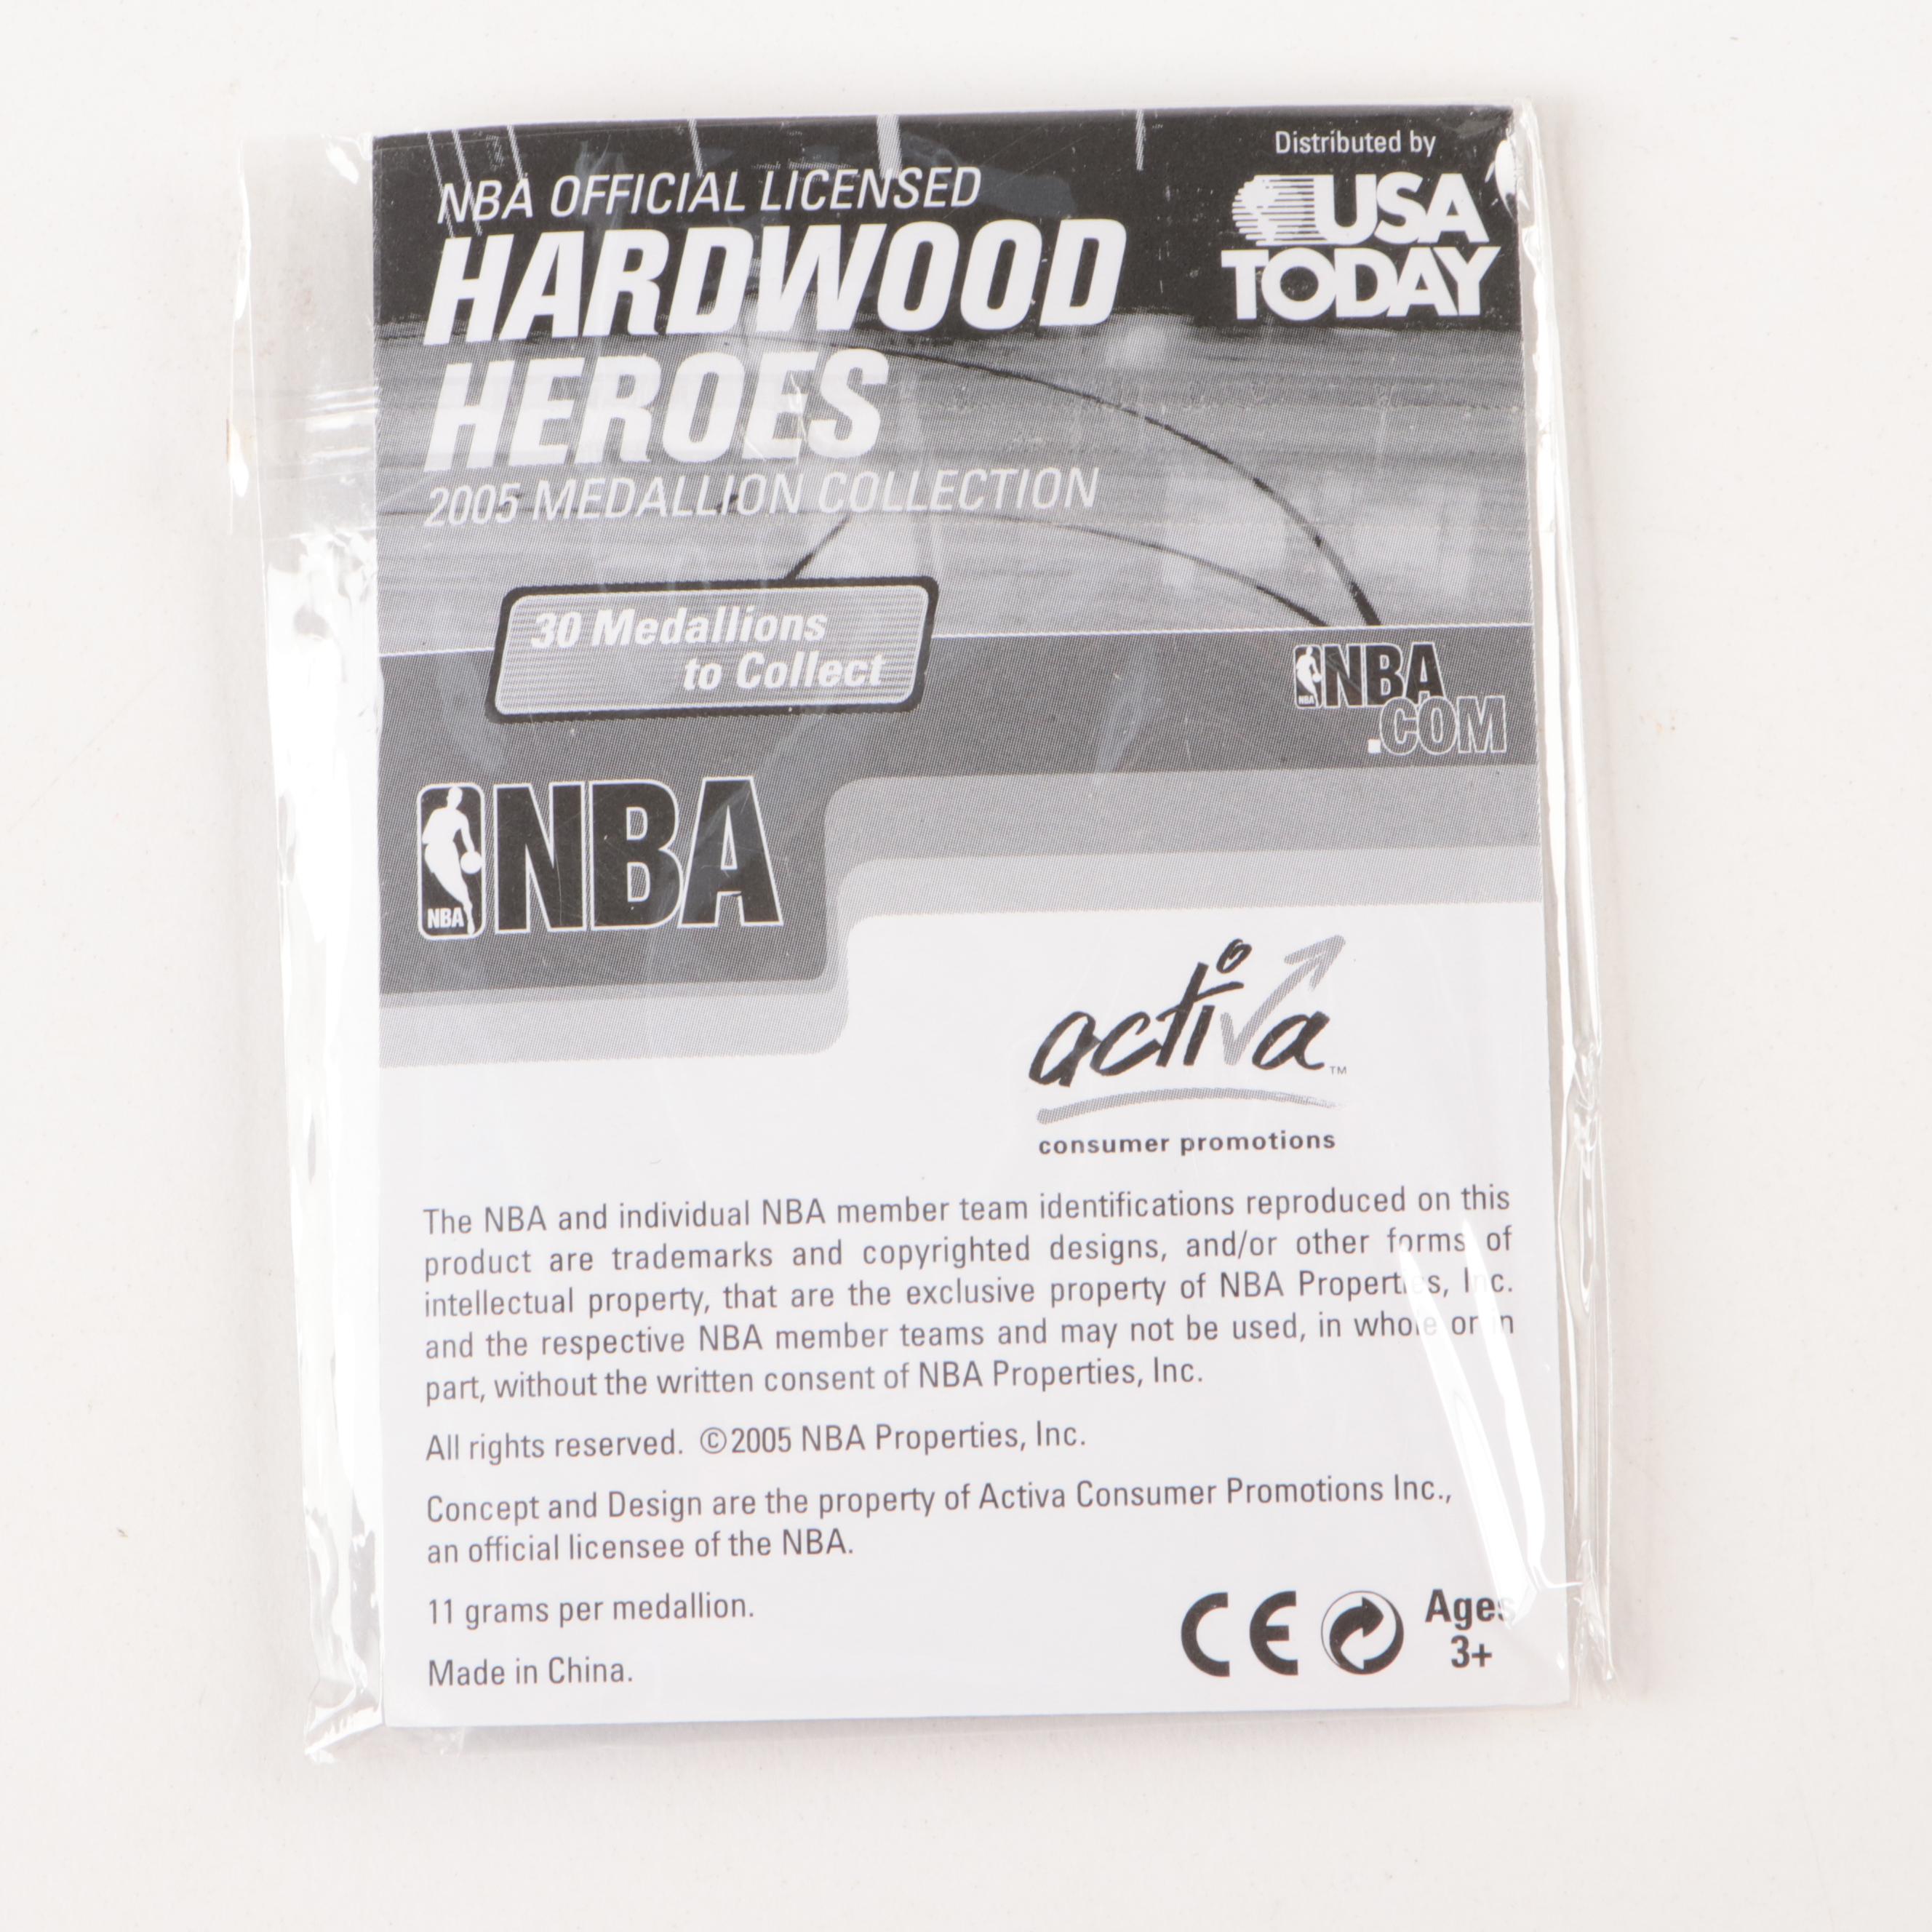 Distributed by
USA
TODAY
NBA OFFICIAL LICENSED
HARDWOOD
HEROES
2005 MEDALLION COLLECTION
30 Medallions
to Collect
NBA
NBA
.COM
NBA
NBA
activa™
consumer promotions
The NBA and individual NBA member team identifications reproduced on this
product are trademarks and copyrighted designs, and/or other forms of
intellectual property, that are the exclusive property of NBA Properties, Inc.
and the respective NBA member teams and may not be used, in whole or in
part, without the written consent of NBA Properties, Inc.
All rights reserved. ©2005 NBA Properties, Inc.
Concept and Design are the property of Activa Consumer Promotions Inc.,
an official licensee of the NBA.
11 grams per medallion.
Made in China.
CE
Ages
3+